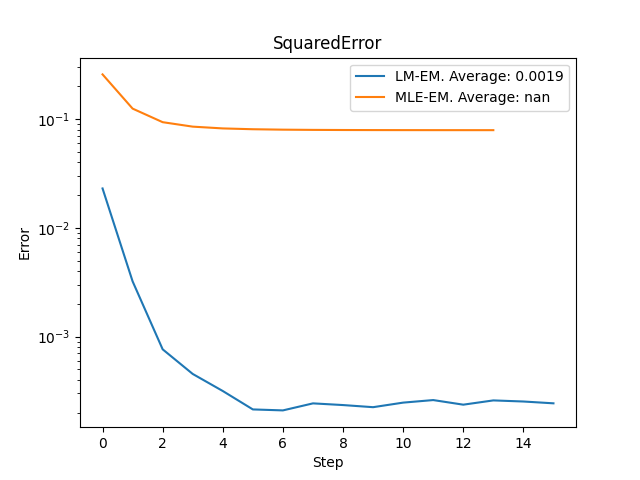 SquaredError
LM-EM. Average: 0.0019
MLE-EM. Average: nan
Error
10⁻¹
10⁻²
10⁻³
0 2 4 6 8 10 12 14
Step